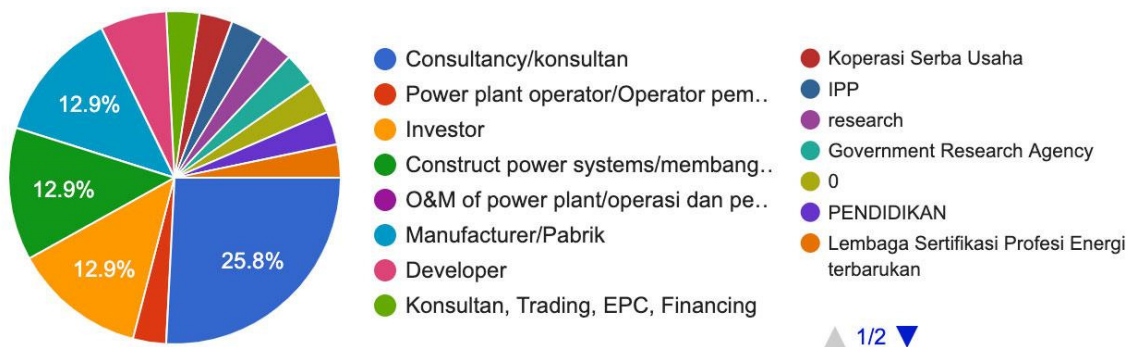 12.9%
12.9%
12.9%
25.8%
Consultancy/konsultan
Power plant operator/Operator pem..
Investor
Construct power systems/membang..
O&M of power plant/operasi dan pe..
Manufacturer/Pabrik
Developer
Konsultan, Trading, EPC, Financing
Koperasi Serba Usaha
IPP
research
Government Research Agency
0
PENDIDIKAN
Lembaga Sertifikasi Profesi Energi
terbarukan
1/2